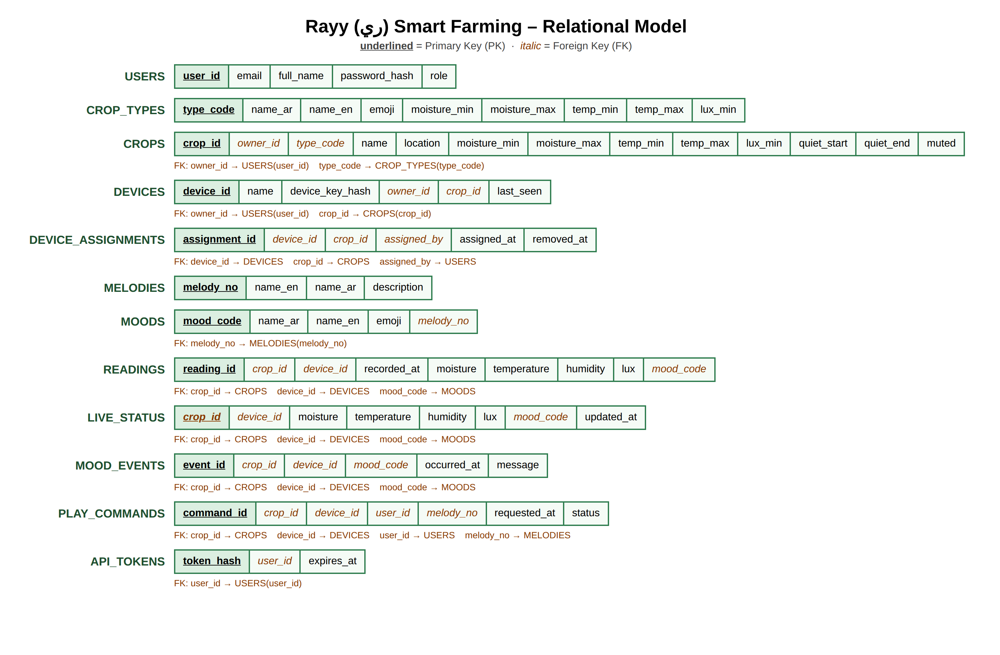 Rayy (ري) Smart Farming – Relational Model
underlined = Primary Key (PK) · italic = Foreign Key (FK)
USERS user_id email full_name password_hash role
CROP_TYPES type_code name_ar name_en emoji moisture_min moisture_max temp_min temp_max lux_min
CROPS crop_id owner_id type_code name location moisture_min moisture_max temp_min temp_max lux_min quiet_start quiet_end muted
FK: owner_id → USERS(user_id) type_code → CROP_TYPES(type_code)
DEVICES device_id name device_key_hash owner_id crop_id last_seen
FK: owner_id → USERS(user_id) crop_id → CROPS(crop_id)
DEVICE_ASSIGNMENTS assignment_id device_id crop_id assigned_by assigned_at removed_at
FK: device_id → DEVICES crop_id → CROPS assigned_by → USERS
MELODIES melody_no name_en name_ar description
MOODS mood_code name_ar name_en emoji melody_no
FK: melody_no → MELODIES(melody_no)
READINGS reading_id crop_id device_id recorded_at moisture temperature humidity lux mood_code
FK: crop_id → CROPS device_id → DEVICES mood_code → MOODS
LIVE_STATUS crop_id device_id moisture temperature humidity lux mood_code updated_at
FK: crop_id → CROPS device_id → DEVICES mood_code → MOODS
MOOD_EVENTS event_id crop_id device_id mood_code occurred_at message
FK: crop_id → CROPS device_id → DEVICES mood_code → MOODS
PLAY_COMMANDS command_id crop_id device_id user_id melody_no requested_at status
FK: crop_id → CROPS device_id → DEVICES user_id → USERS melody_no → MELODIES
API_TOKENS token_hash user_id expires_at
FK: user_id → USERS(user_id)